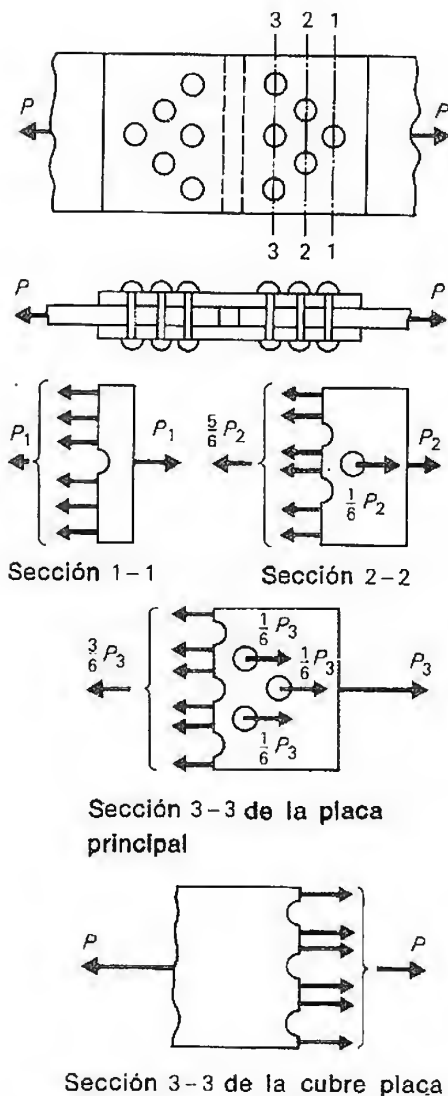 3 2 1
P P
3 2 1
P P
P₁ P₁
Sección 1-1
5/6 P₂ P₂
1/6 P₂
Sección 2-2
3/6 P₃ 1/6 P₃ 1/6 P₃ P₃
1/6 P₃
Sección 3-3 de la placa
principal
P P
Sección 3-3 de la cubre placa